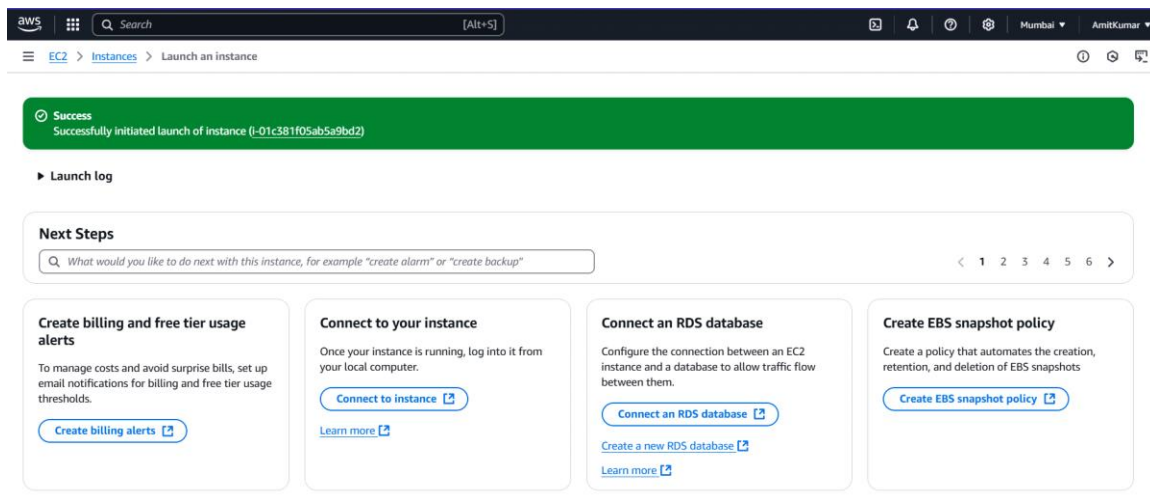 aws
Search [Alt+S] Mumbai AmitKumar
EC2 > Instances > Launch an instance
Success
Successfully initiated launch of instance (i-01c381f05ab5a9bd2)
Launch log
Next Steps
What would you like to do next with this instance, for example "create alarm" or "create backup"
< 1 2 3 4 5 6 >
Create billing and free tier usage
alerts
To manage costs and avoid surprise bills, set up
email notifications for billing and free tier usage
thresholds.
Create billing alerts
Connect to your instance
Once your instance is running, log into it from
your local computer.
Connect to instance
Learn more
Connect an RDS database
Configure the connection between an EC2
instance and a database to allow traffic flow
between them.
Connect an RDS database
Create a new RDS database
Learn more
Create EBS snapshot policy
Create a policy that automates the creation,
retention, and deletion of EBS snapshots
Create EBS snapshot policy